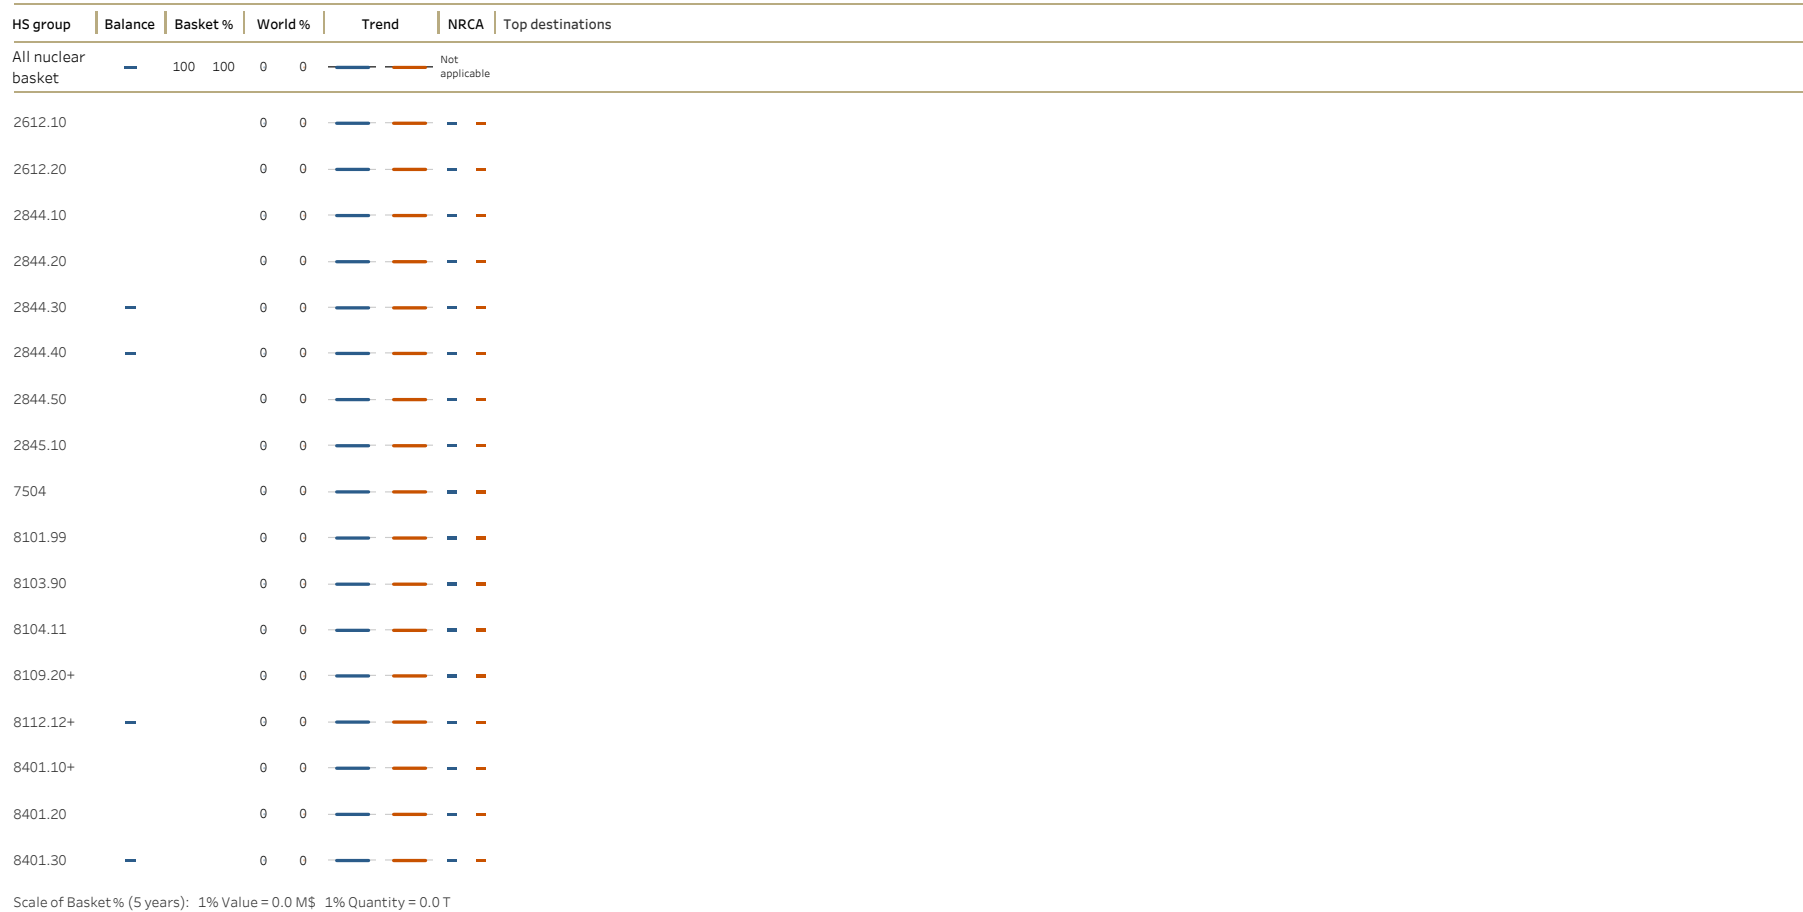 HS group Balance Basket % World % Trend NRCA Top destinations
All nuclear basket 100 100 0 0 Not applicable
2612.10 0 0
2612.20 0 0
2844.10 0 0
2844.20 0 0
2844.30 0 0
2844.40 0 0
2844.50 0 0
2845.10 0 0
7504 0 0
8101.99 0 0
8103.90 0 0
8104.11 0 0
8109.20+ 0 0
8112.12+ 0 0
8401.10+ 0 0
8401.20 0 0
8401.30 0 0
Scale of Basket% (5 years): 1% Value = 0.0 M$ 1% Quantity = 0.0 T